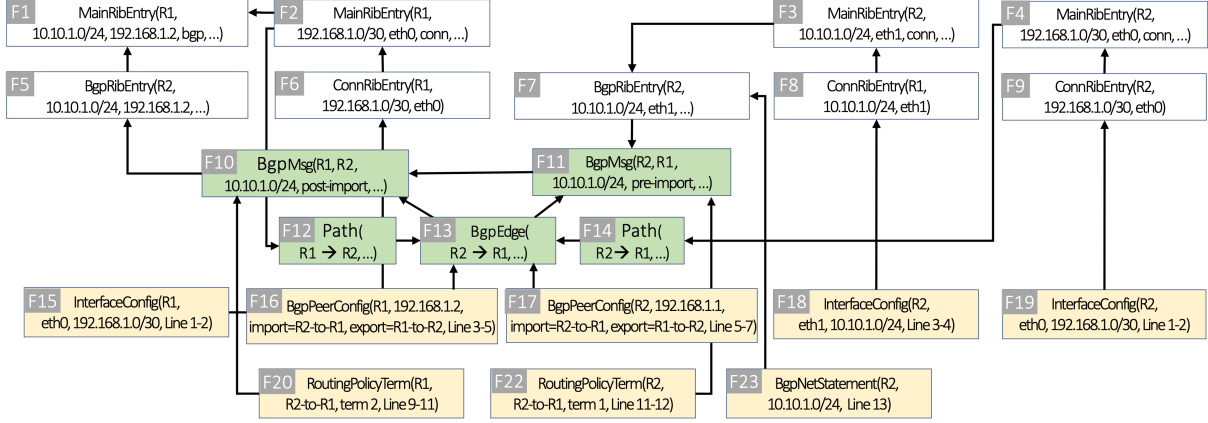 F1 MainRibEntry(R1,
10.10.1.0/24, 192.168.1.2, bgp, ...)
F2 MainRibEntry(R1,
192.168.1.0/30, eth0, conn, ...)
F3 MainRibEntry(R2,
10.10.1.0/24, eth1, conn, ...)
F4 MainRibEntry(R2,
192.168.1.0/30, eth0, conn, ...)
F5 BgpRibEntry(R2,
10.10.1.0/24, 192.168.1.2, ...)
F6 ConnRibEntry(R1,
192.168.1.0/30, eth0)
F7 BgpRibEntry(R2,
10.10.1.0/24, eth1, ...)
F8 ConnRibEntry(R1,
10.10.1.0/24, eth1)
F9 ConnRibEntry(R2,
192.168.1.0/30, eth0)
F10 BgpMsg(R1, R2,
10.10.1.0/24, post-import, ...)
F11 BgpMsg(R2, R1,
10.10.1.0/24, pre-import, ...)
F12 Path(
R1 → R2, ...)
F13 BgpEdge(
R2 → R1, ...)
F14 Path(
R2 → R1, ...)
F15 InterfaceConfig(R1,
eth0, 192.168.1.0/30, Line 1-2)
F16 BgpPeerConfig(R1, 192.168.1.2,
import=R2-to-R1, export=R1-to-R2, Line 3-5)
F17 BgpPeerConfig(R2, 192.168.1.1,
import=R2-to-R1, export=R1-to-R2, Line 5-7)
F18 InterfaceConfig(R2,
eth1, 10.10.1.0/24, Line 3-4)
F19 InterfaceConfig(R2,
eth0, 192.168.1.0/30, Line 1-2)
F20 RoutingPolicyTerm(R1,
R2-to-R1, term 2, Line 9-11)
F22 RoutingPolicyTerm(R2,
R2-to-R1, term 1, Line 11-12)
F23 BgpNetStatement(R2,
10.10.1.0/24, Line 13)